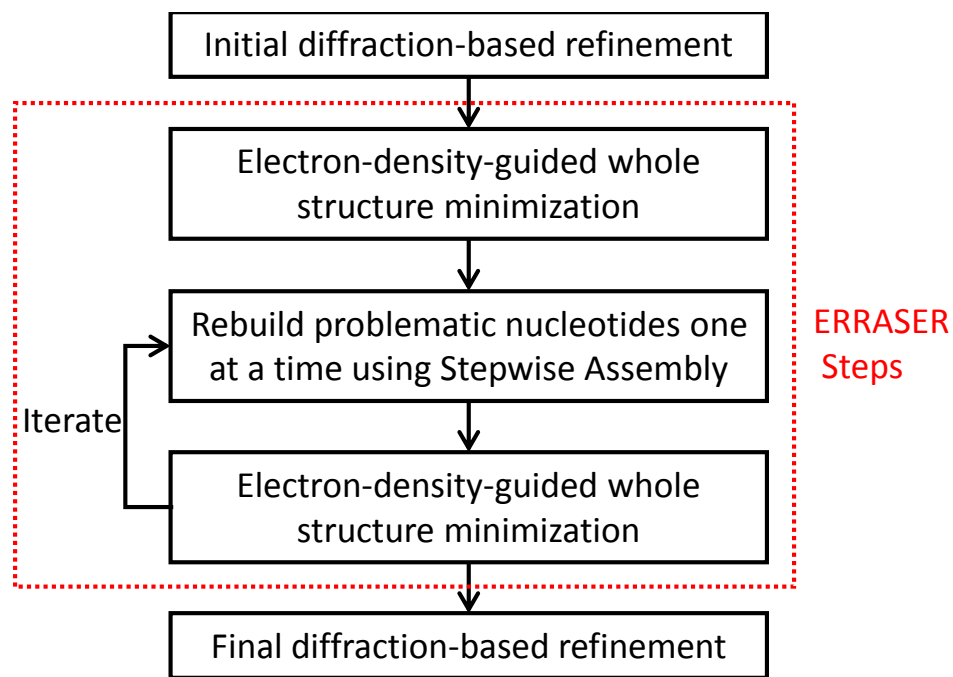 Initial diffraction-based refinement
Electron-density-guided whole
structure minimization
Rebuild problematic nucleotides one
at a time using Stepwise Assembly
ERRASER
Steps
Iterate
Electron-density-guided whole
structure minimization
Final diffraction-based refinement